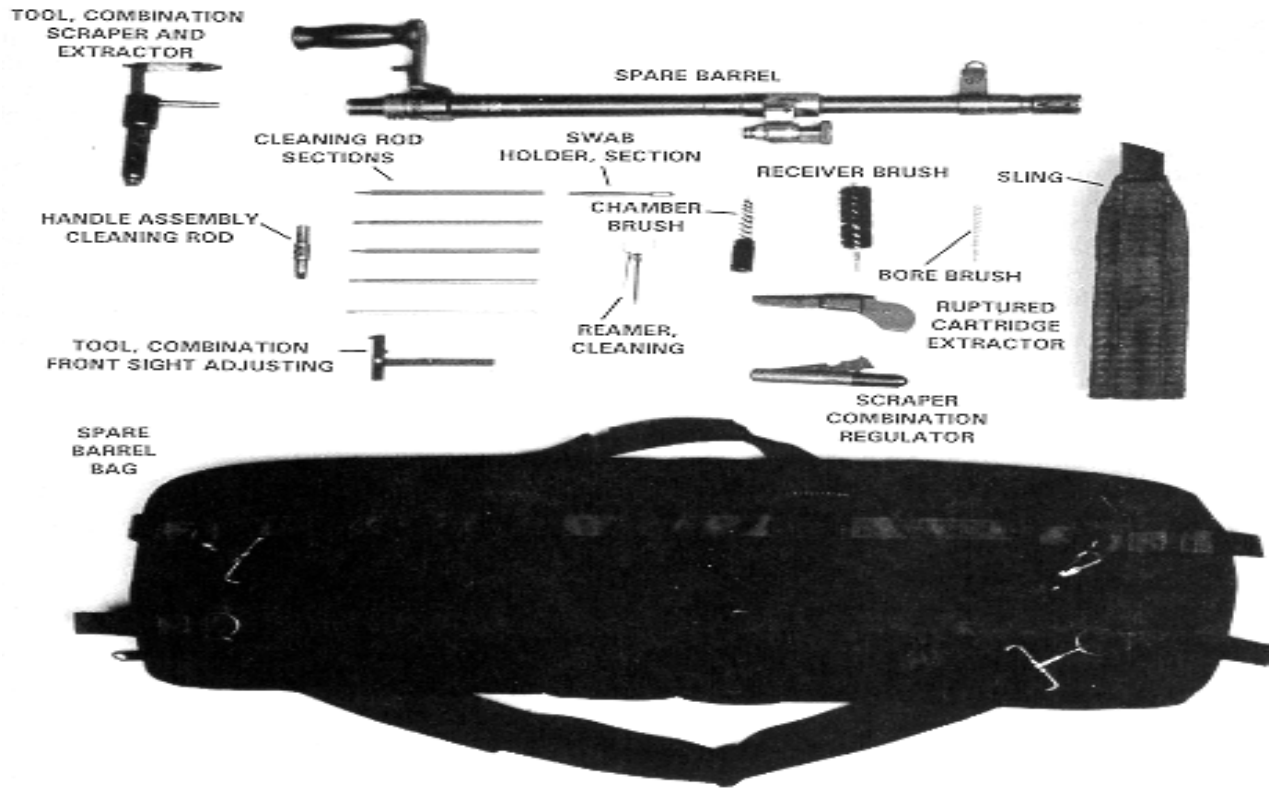 TOOL, COMBINATION
SCRAPER AND
EXTRACTOR
SPARE BARREL
CLEANING ROD
SECTIONS
SWAB
HOLDER, SECTION
RECEIVER BRUSH
SLING
CHAMBER
BRUSH
HANDLE ASSEMBLY
CLEANING ROD
BORE BRUSH
REAMER,
CLEANING
RUPTURED
CARTRIDGE
EXTRACTOR
TOOL, COMBINATION
FRONT SIGHT ADJUSTING
SCRAPER
COMBINATION
REGULATOR
SPARE
BARREL
BAG